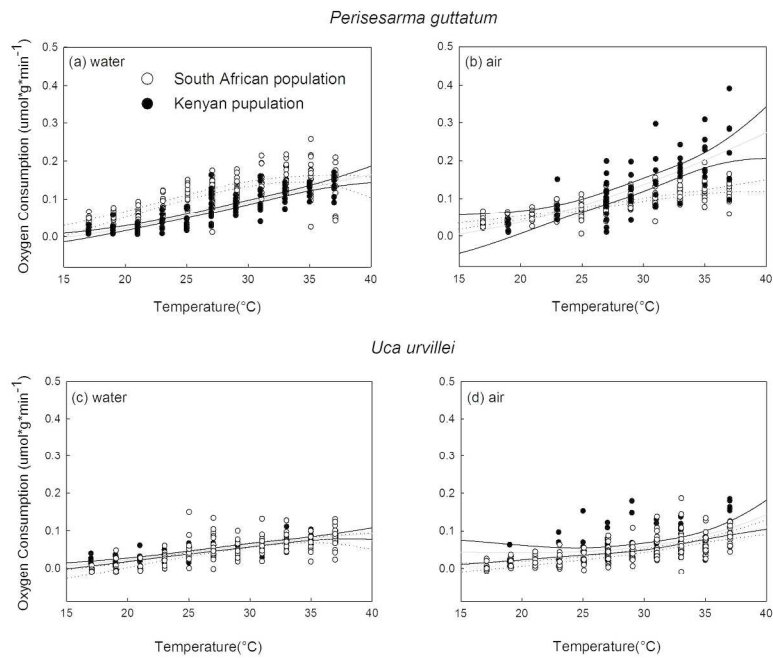 Perisesarma guttatum
(a) water
South African population
Kenyan pupulation
Oxygen Consumption (umol*g*min-1)
0.5
0.4
0.3
0.2
0.1
0.0
15 20 25 30 35 40
Temperature(°C)
(b) air
0.5
0.4
0.3
0.2
0.1
0.0
15 20 25 30 35 40
Temperature(°C)
Uca urvillei
(c) water
Oxygen Consumption (umol*g*min-1)
0.5
0.4
0.3
0.2
0.1
0.0
15 20 25 30 35 40
Temperature(°C)
(d) air
0.5
0.4
0.3
0.2
0.1
0.0
15 20 25 30 35 40
Temperature(°C)